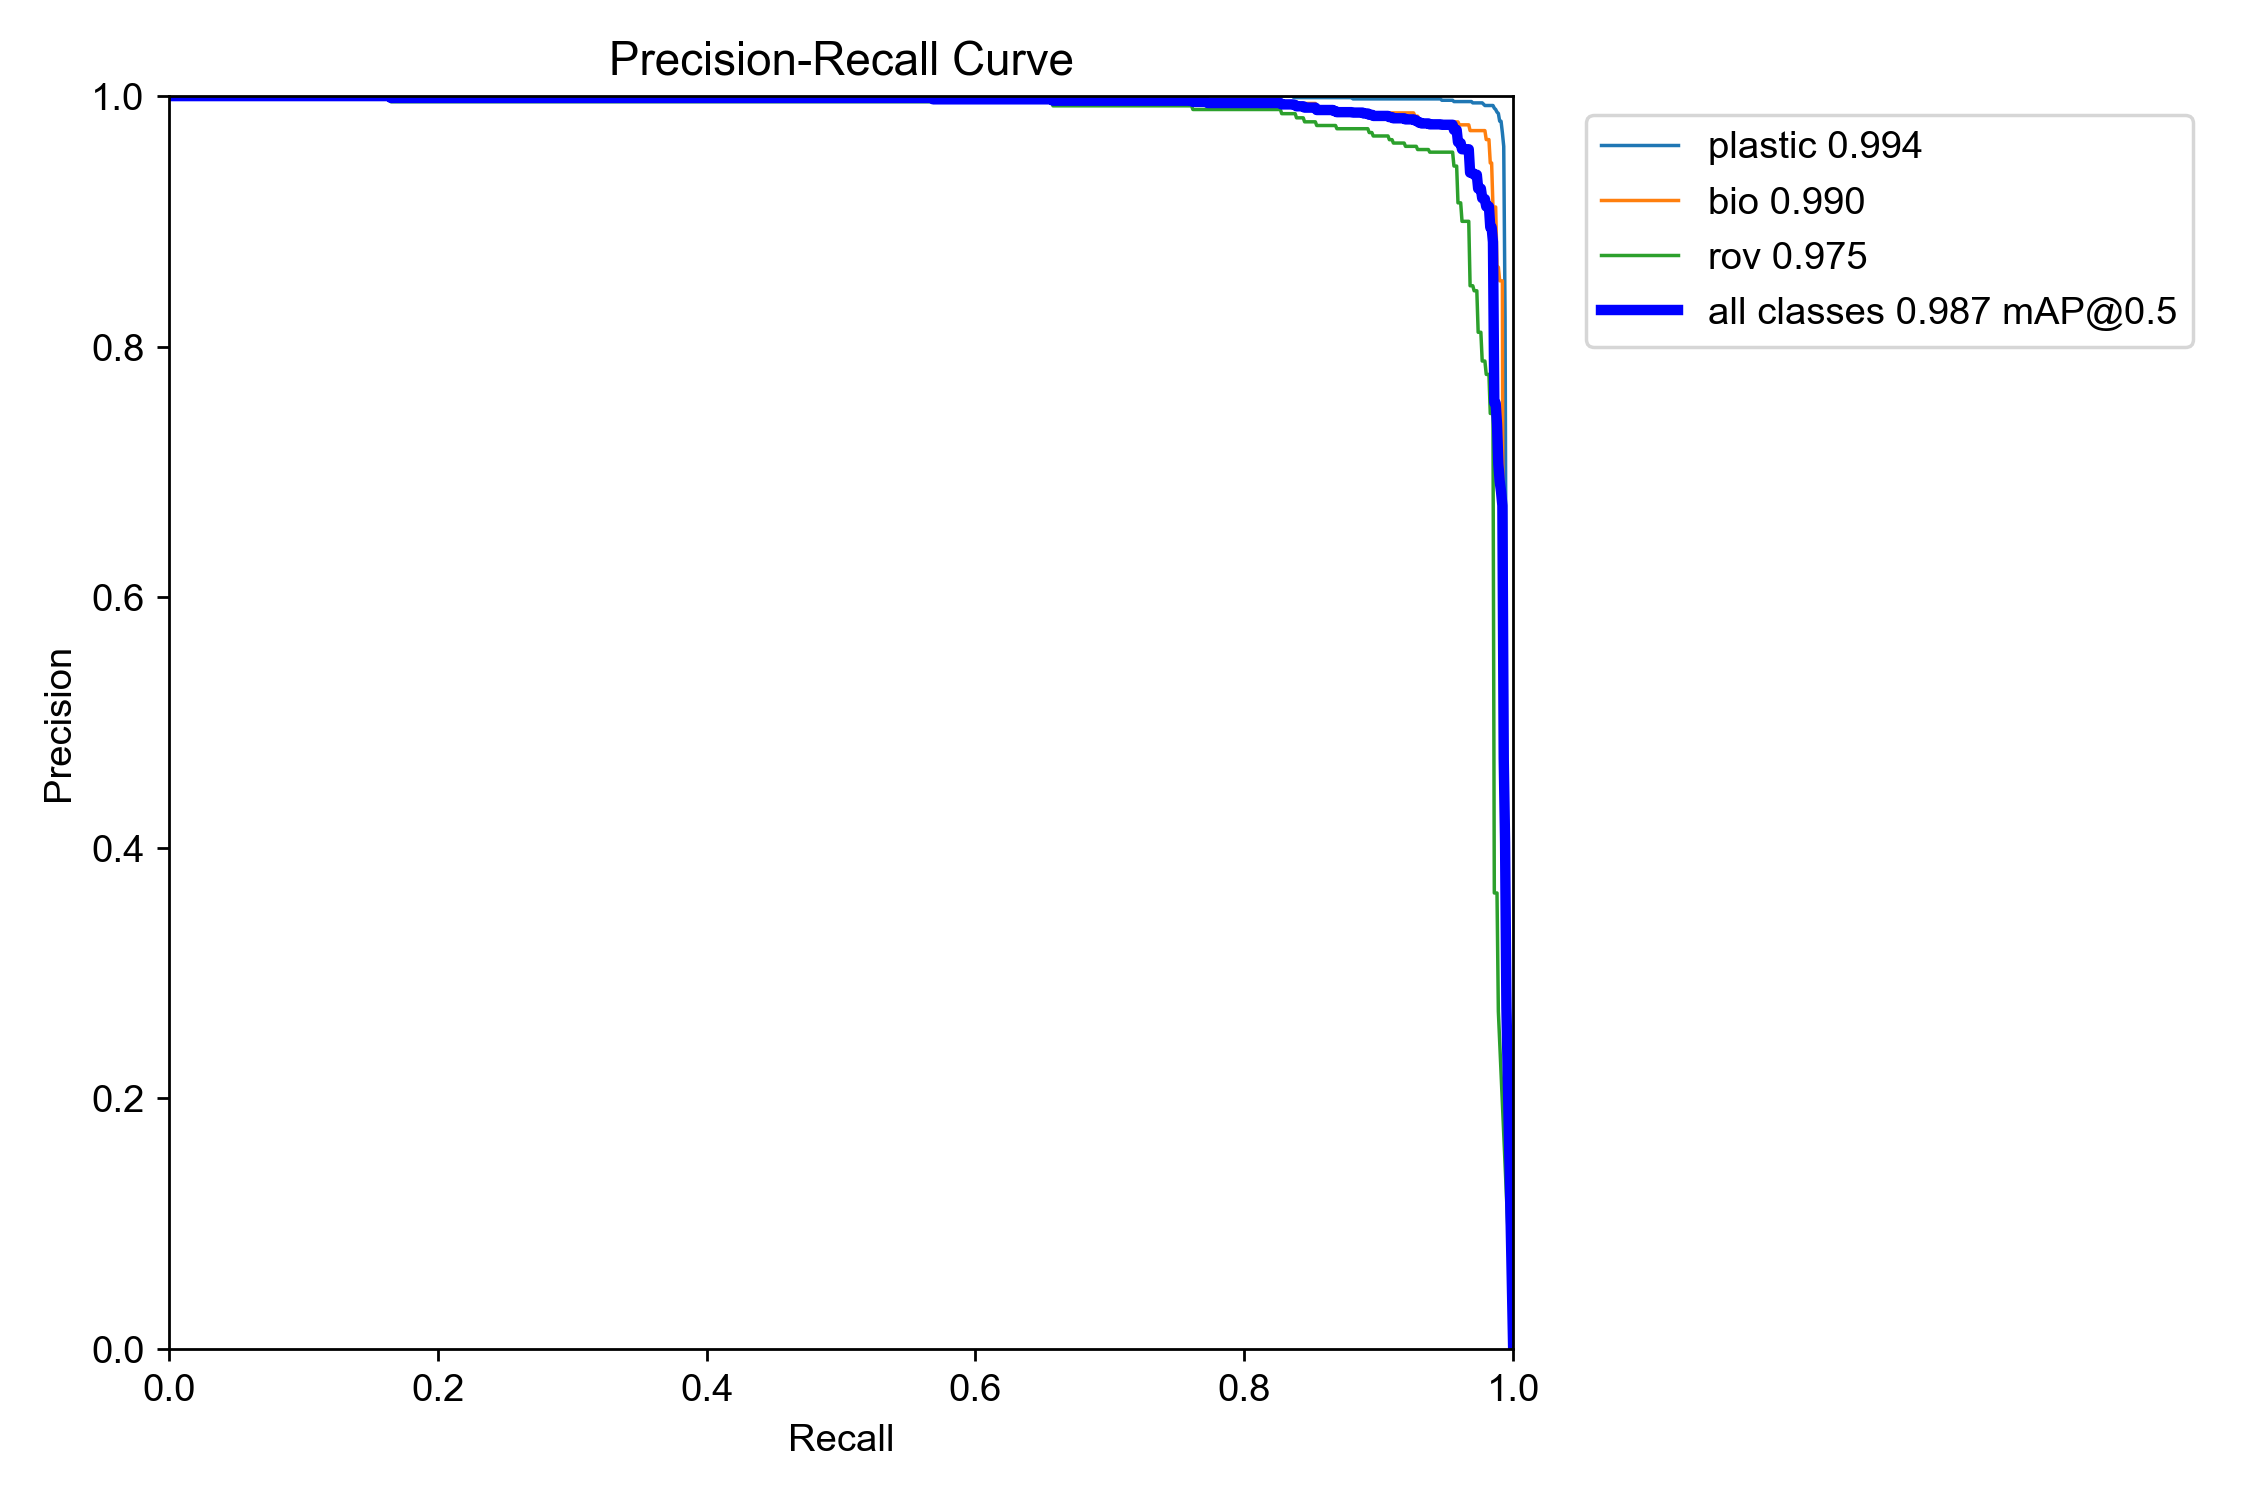 Precision-Recall Curve
1.0
0.8
0.6
0.4
0.2
0.0
Precision
0.0 0.2 0.4 0.6 0.8 1.0
Recall
plastic 0.994
bio 0.990
rov 0.975
all classes 0.987 mAP@0.5